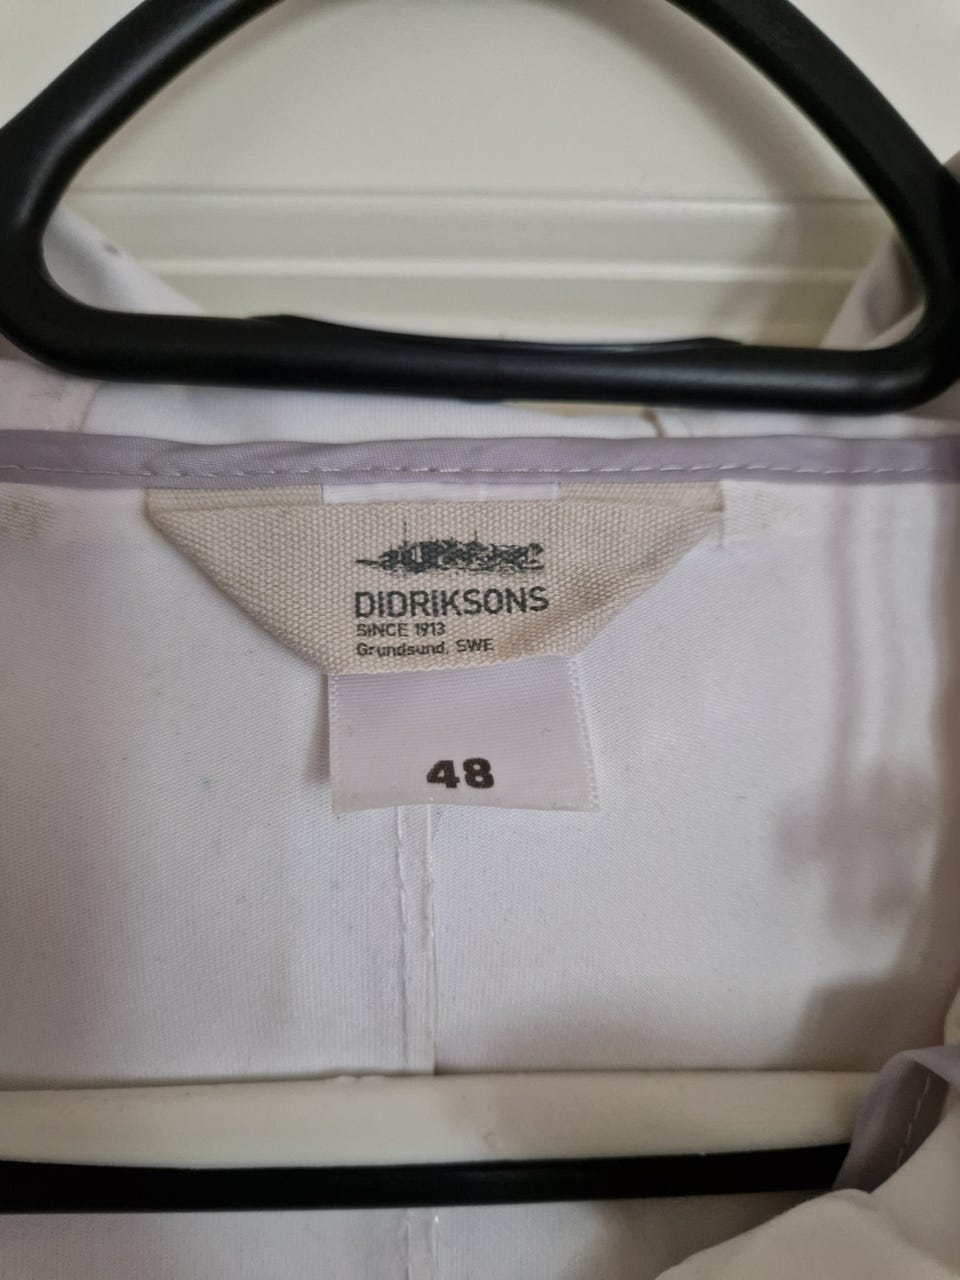 DIDRIKSONS
SINCE 1913
Grundsund, SWE
48